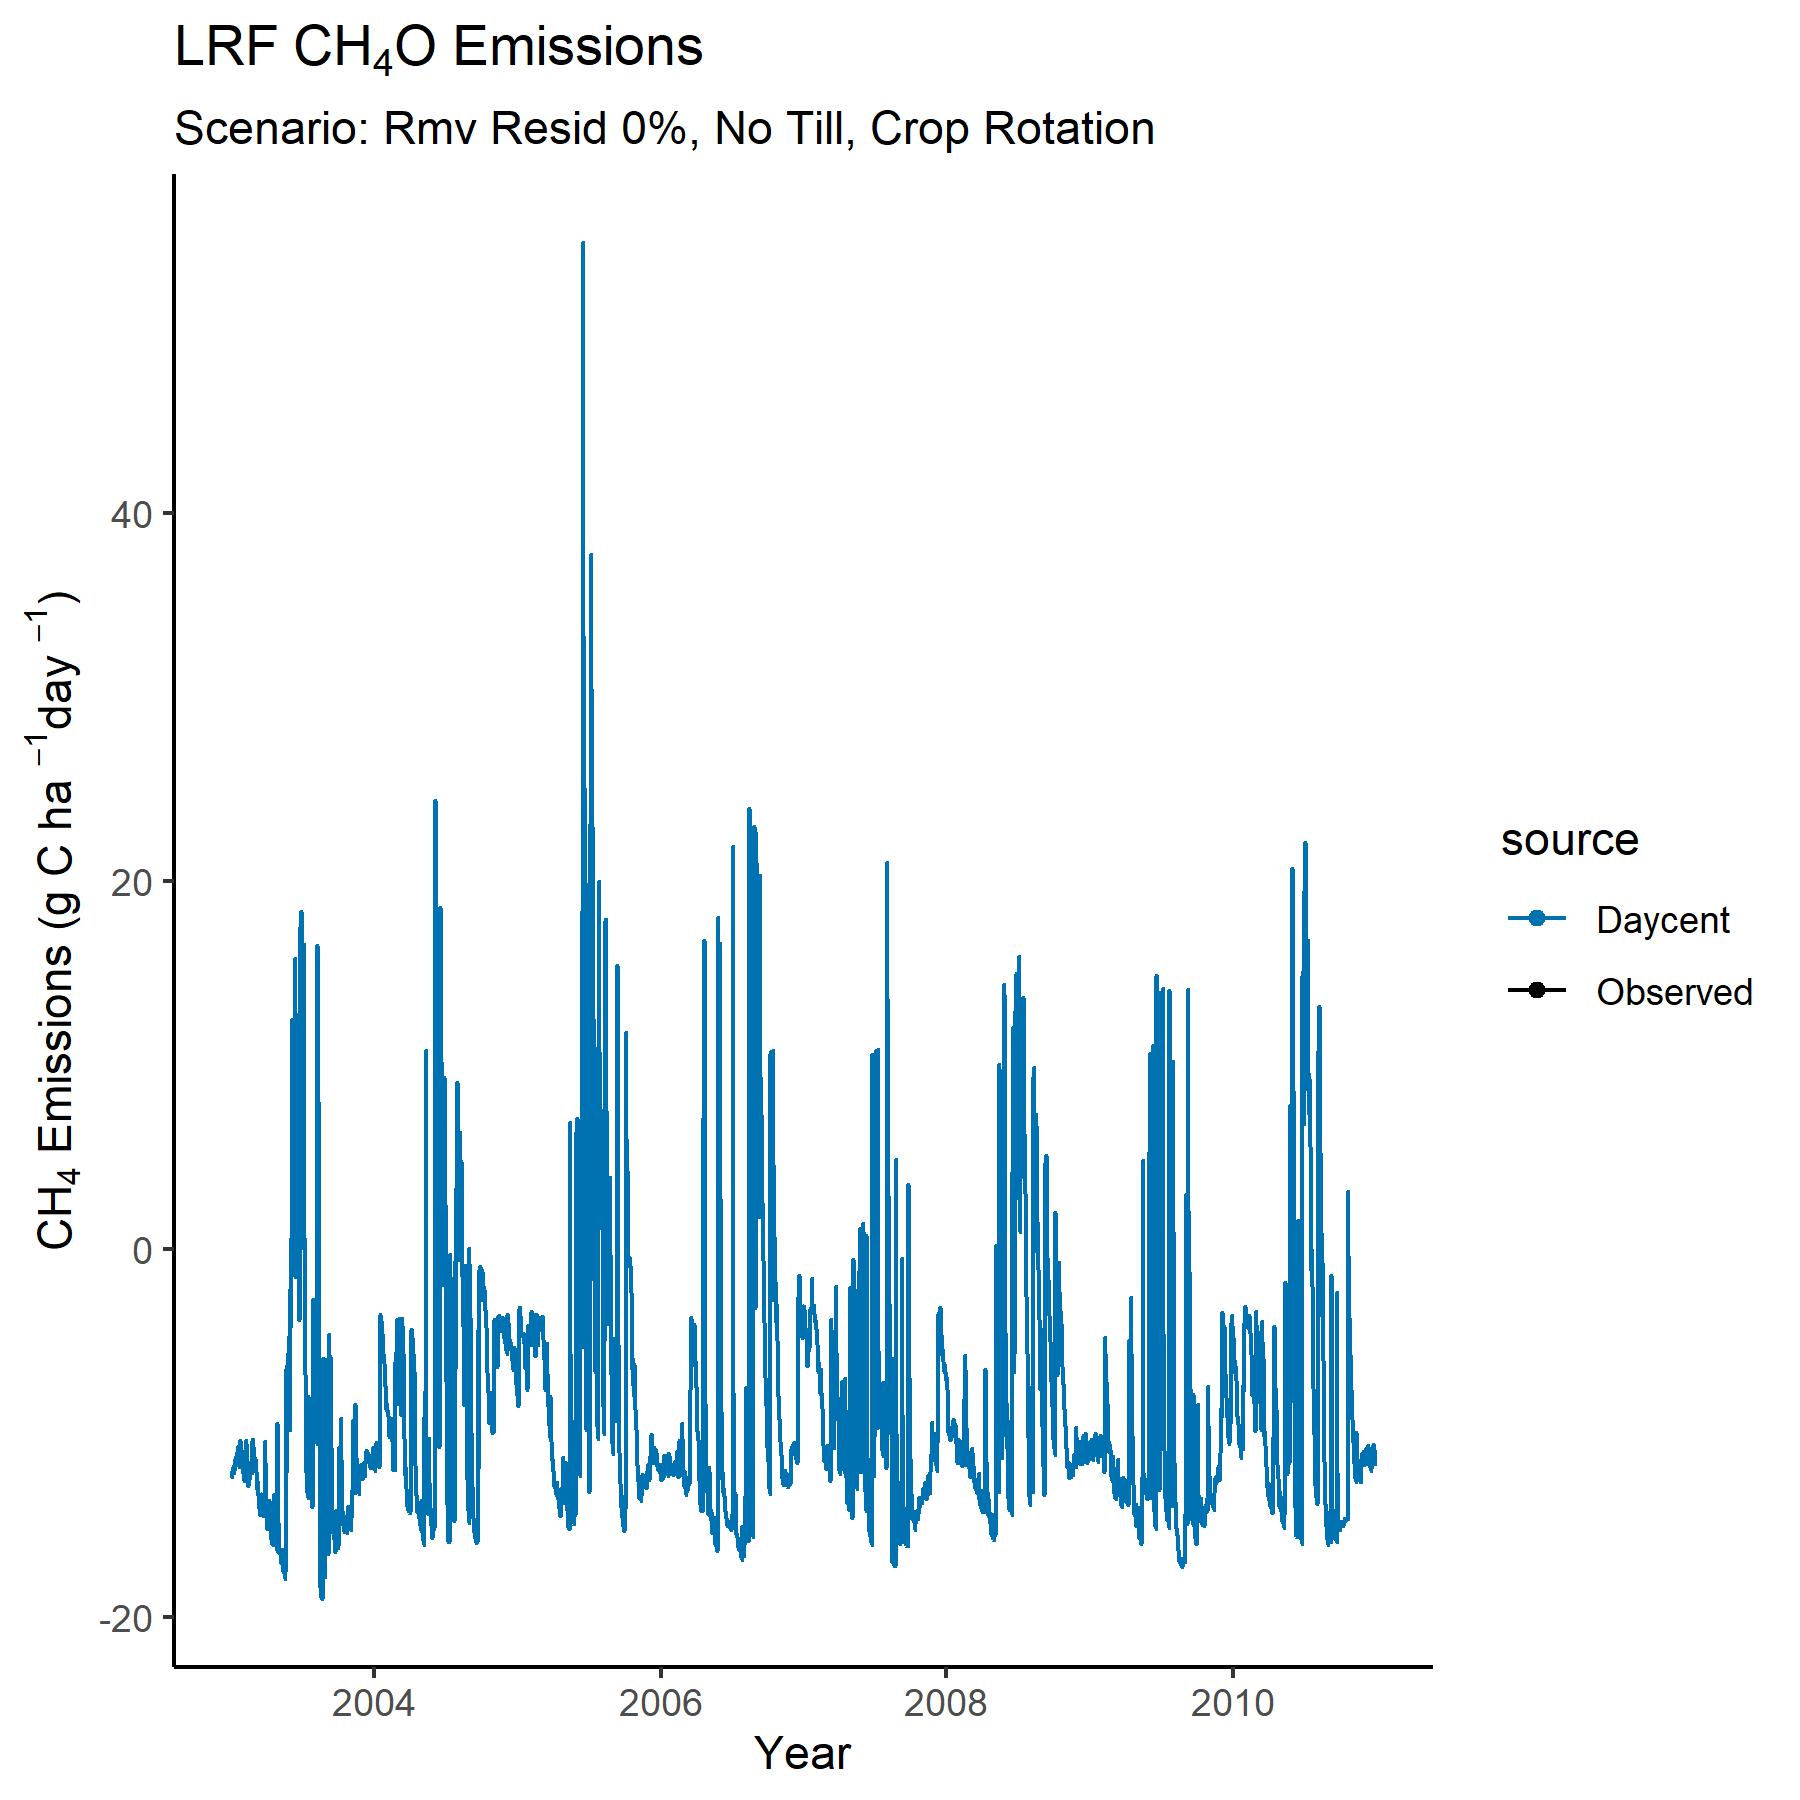 LRF CH₄O Emissions
Scenario: Rmv Resid 0%, No Till, Crop Rotation
CH₄ Emissions (g C ha ⁻¹day ⁻¹)
40
20
0
-20
2004 2006 2008 2010
Year
source
Daycent
Observed